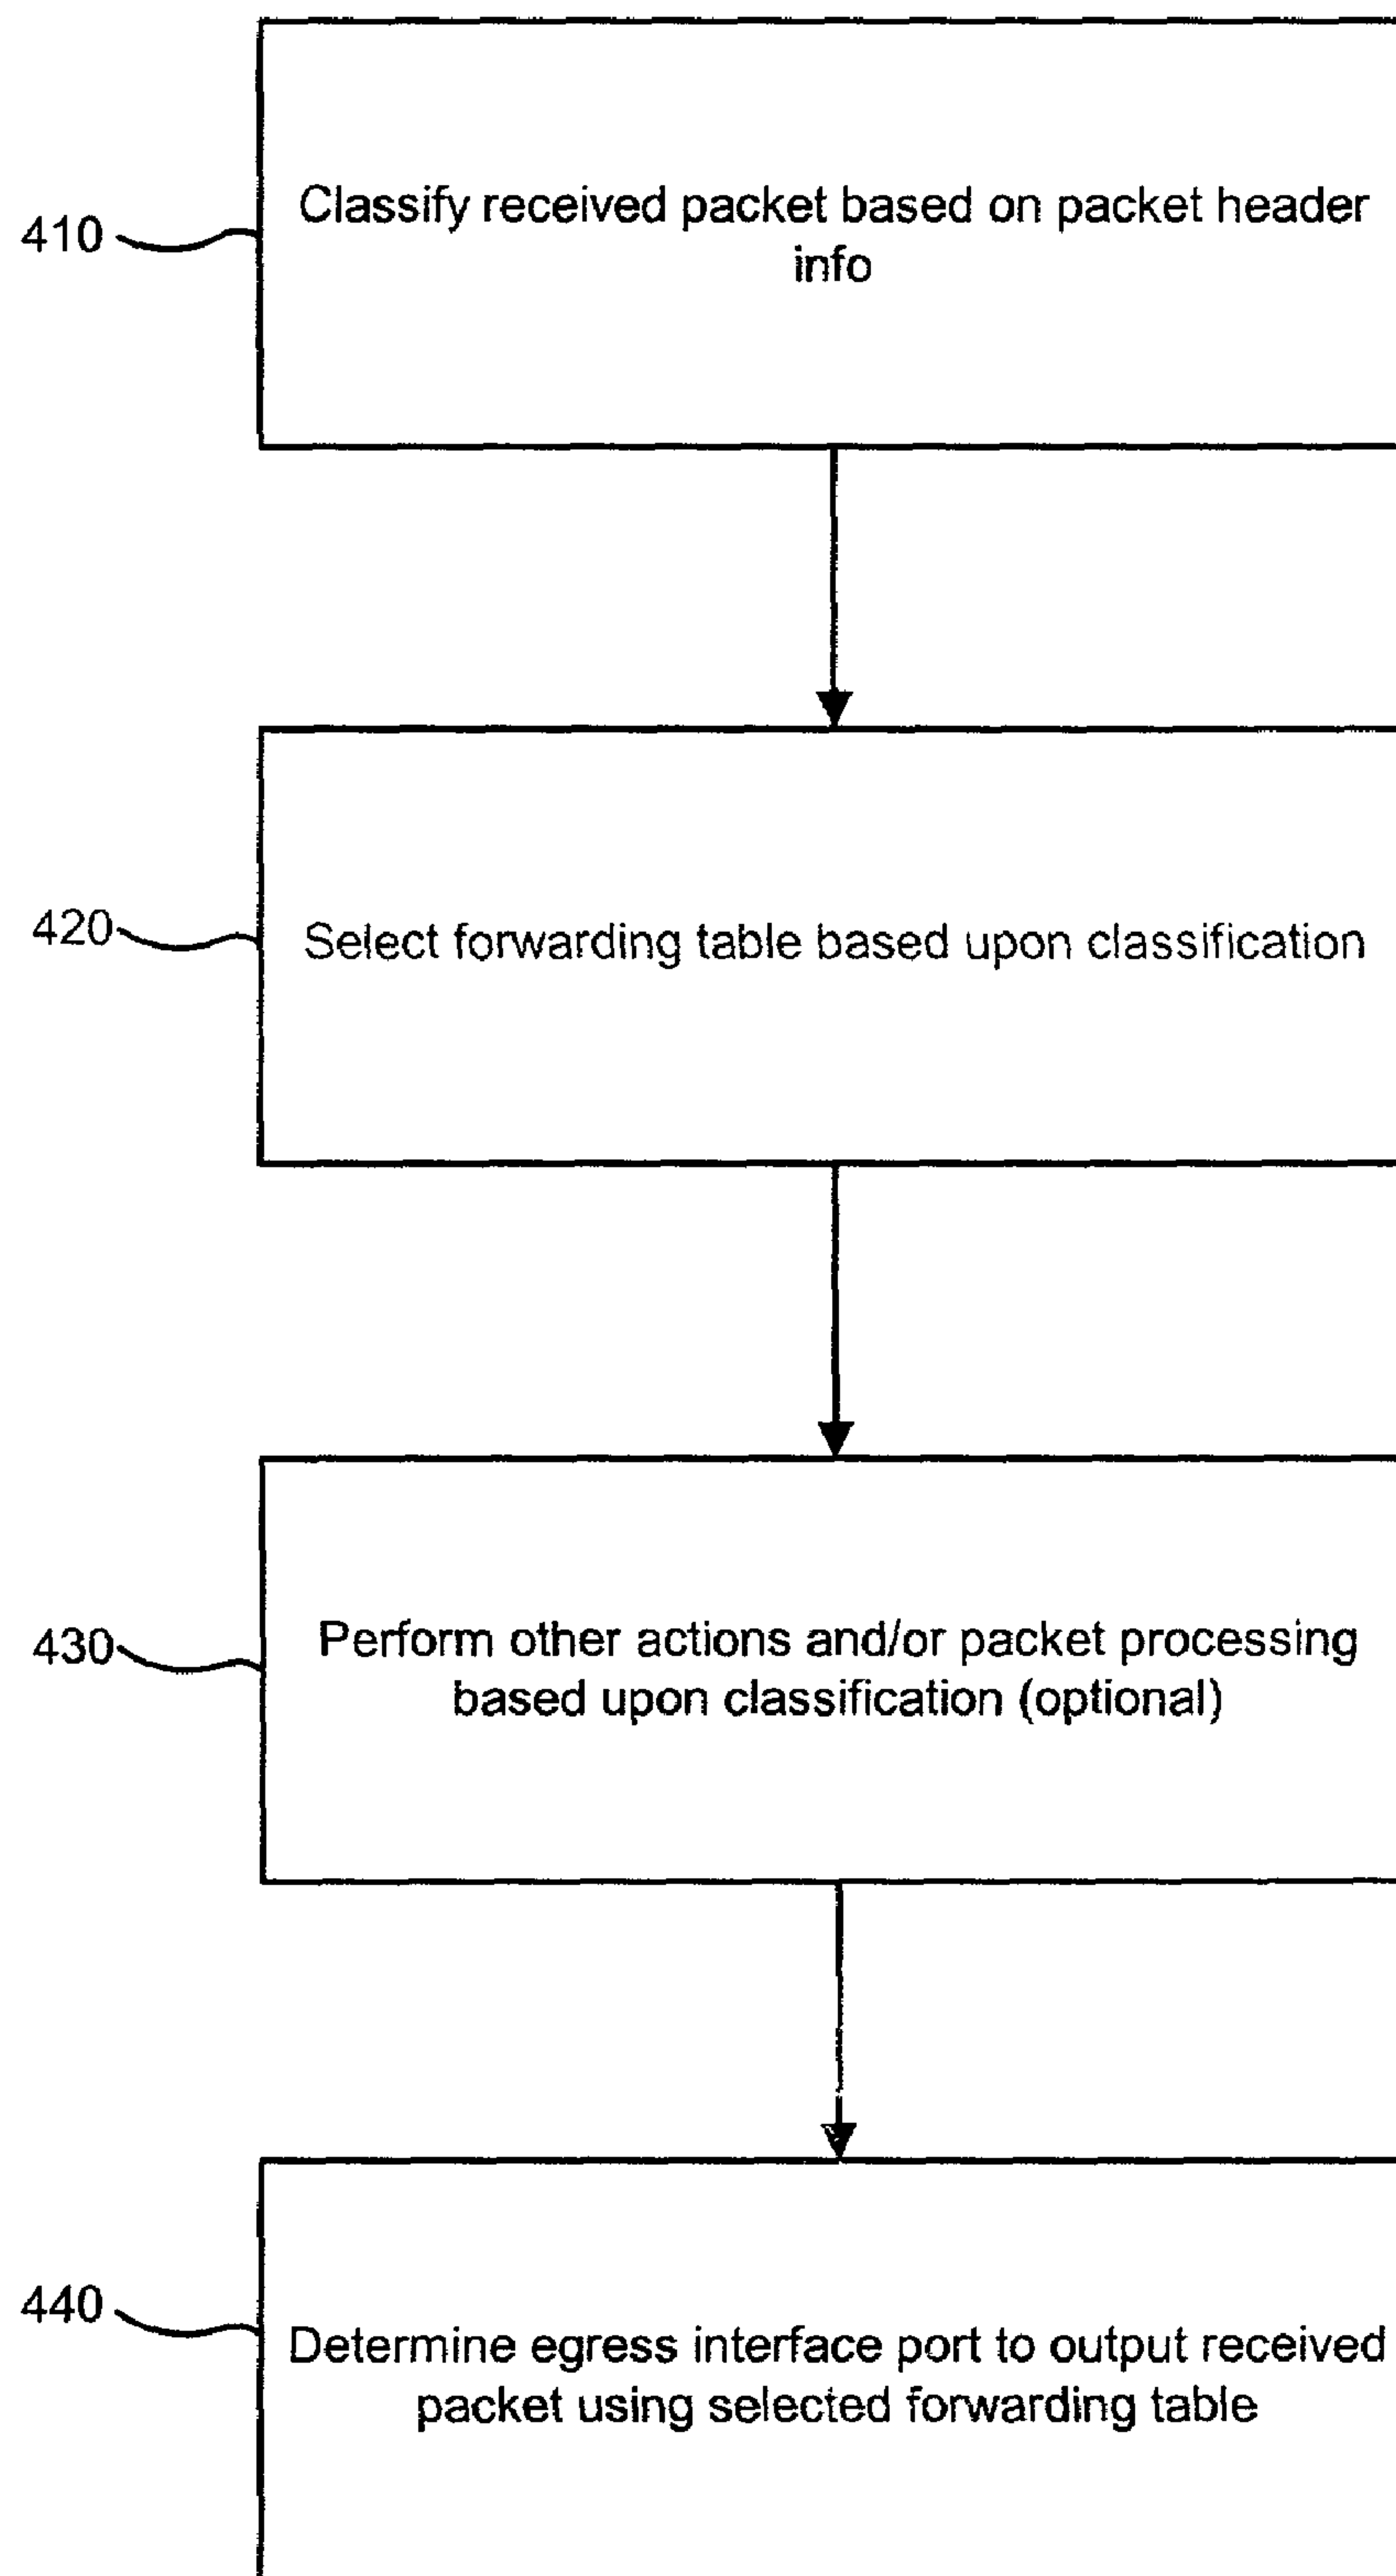 410
Classify received packet based on packet header
info
420
Select forwarding table based upon classification
430
Perform other actions and/or packet processing
based upon classification (optional)
440
Determine egress interface port to output received
packet using selected forwarding table